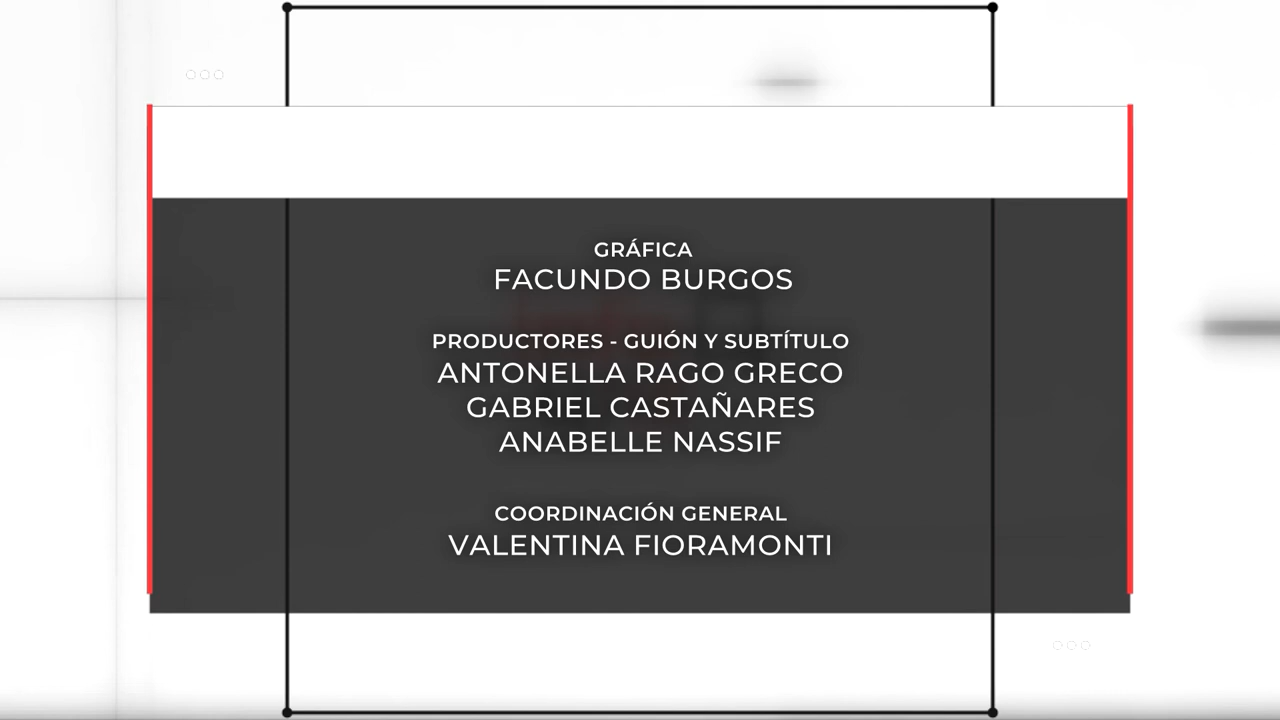 GRÁFICA
FACUNDO BURGOS
PRODUCTORES - GUIÓN Y SUBTÍTULO
ANTONELLA RAGO GRECO
GABRIEL CASTAÑARES
ANABELLE NASSIF
COORDINACIÓN GENERAL
VALENTINA FIORAMONTI